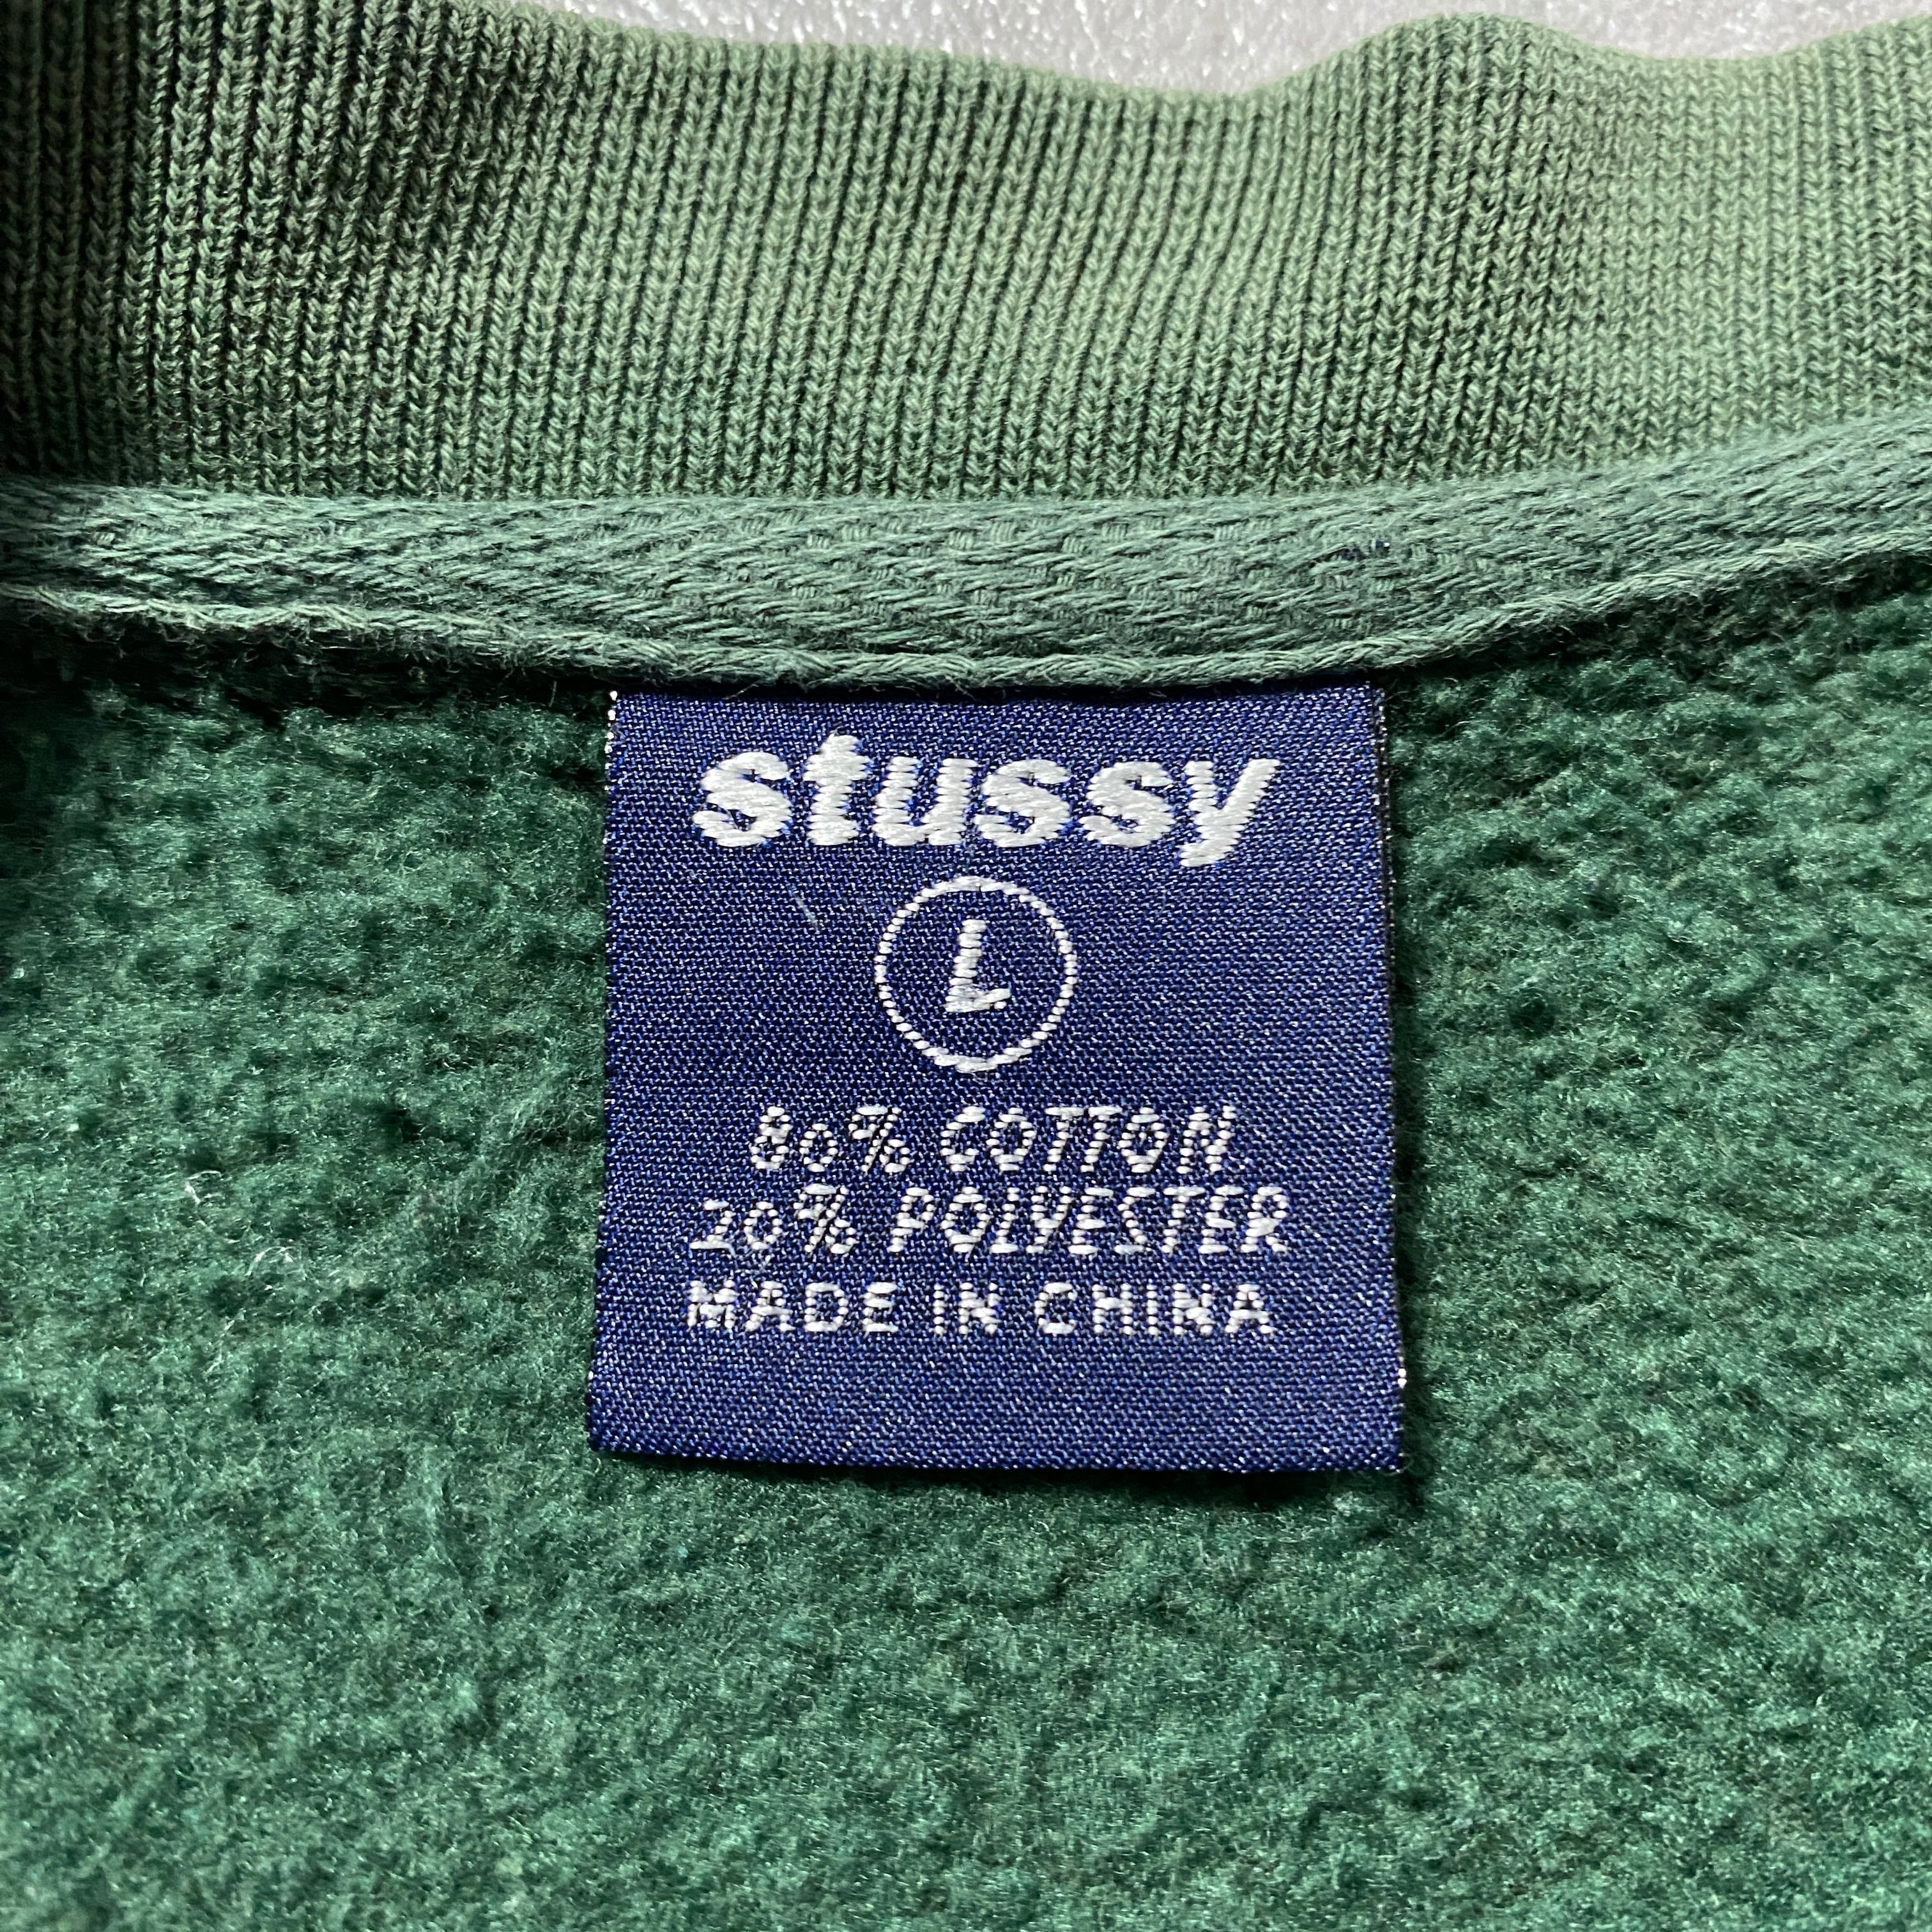 stussy
L
80% COTTON
20% POLYESTER
MADE IN CHINA